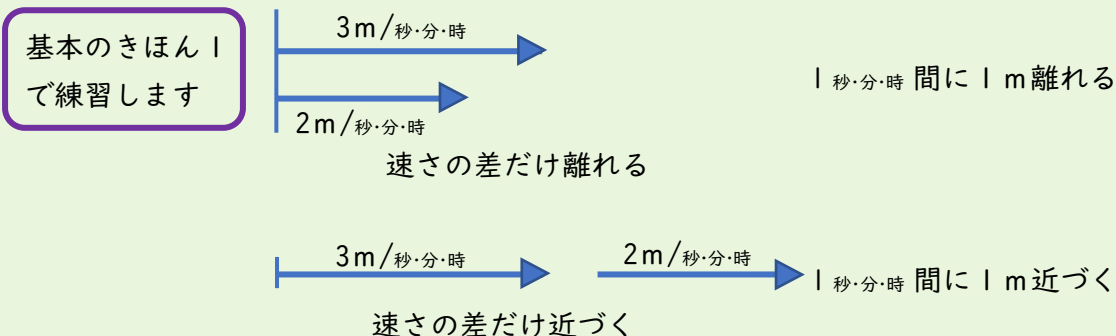 基本のきほん1
で練習します
3m/秒・分・時
1秒・分・時 間に1m離れる
2m/秒・分・時
速さの差だけ離れる
3m/秒・分・時
2m/秒・分・時
1秒・分・時 間に1m近づく
速さの差だけ近づく